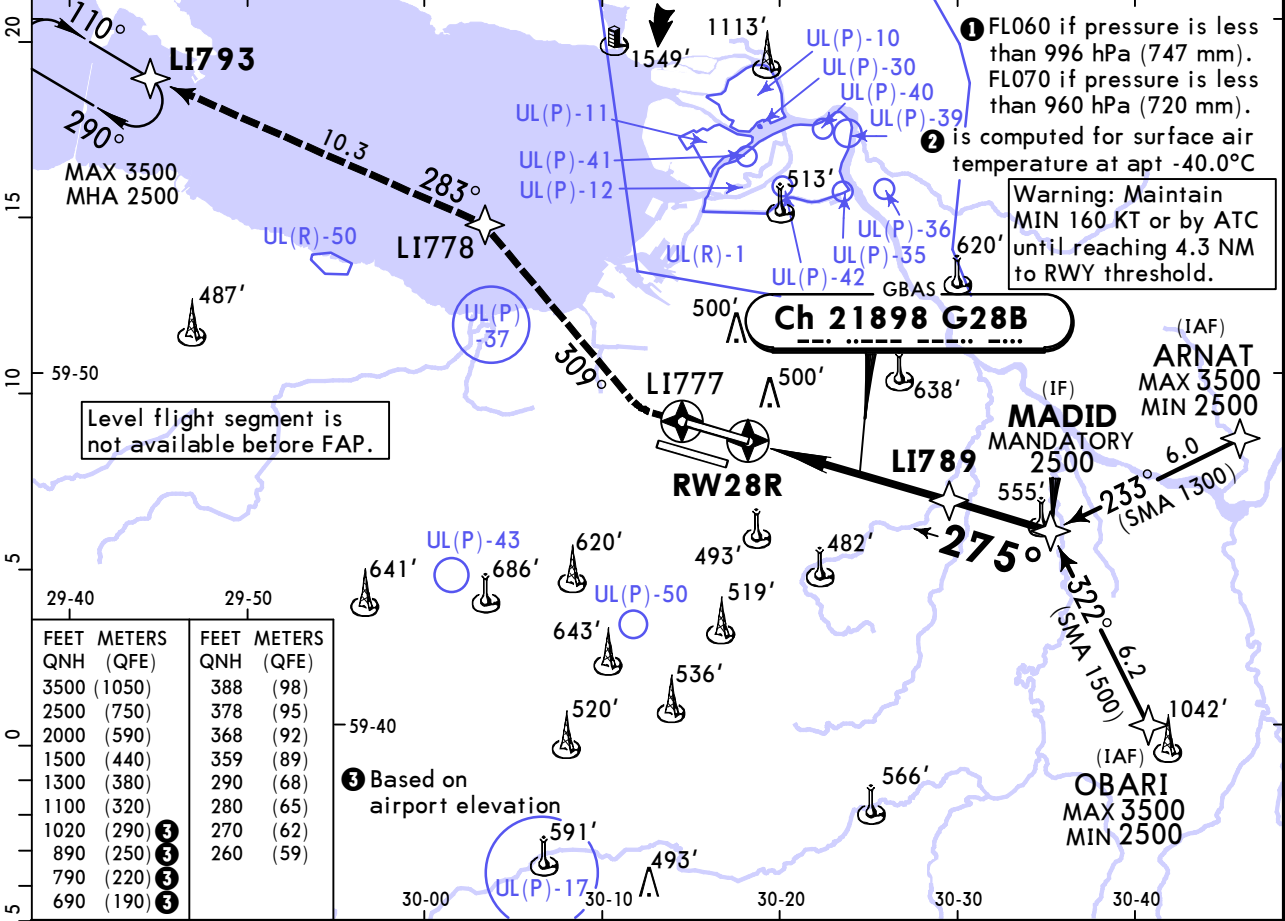 20
15
10
5
0
5
110°
LI793
290°
MAX 3500
MHA 2500
10.3
283°
LI778
UL(R)-50
487'
UL(P)
-37
309°
59-50
Level flight segment is
not available before FAP.
1549'
1113'
UL(P)-10
UL(P)-30
UL(P)-40
UL(P)-39
UL(P)-11
UL(P)-41
UL(P)-12
513'
UL(P)-36
UL(P)-35
UL(R)-1
UL(P)-42
620'
1 FL060 if pressure is less
than 996 hPa (747 mm).
FL070 if pressure is less
than 960 hPa (720 mm).
2 is computed for surface air
temperature at apt -40.0°C
Warning: Maintain
MIN 160 KT or by ATC
until reaching 4.3 NM
to RWY threshold.
GBAS
Ch 21898 G28B
500'
500'
638'
LI777
RW28R
LI789
(IF)
MADID
MANDATORY
2500
(IAF)
ARNAT
MAX 3500
MIN 2500
6.0
233°
(SMA 1300)
555'
275°
322°
6.2
(SMA 1500)
1042'
(IAF)
OBARI
MAX 3500
MIN 2500
493'
482'
UL(P)-43
620'
641'
686'
UL(P)-50
519'
643'
536'
520'
566'
29-40
29-50
59-40
FEET METERS FEET METERS
QNH (QFE) QNH (QFE)
3500 (1050) 388 (98)
2500 (750) 378 (95)
2000 (590) 368 (92)
1500 (440) 359 (89)
1300 (380) 290 (68)
1100 (320) 280 (65)
1020 (290) 3 270 (62)
890 (250) 3 260 (59)
790 (220) 3
690 (190) 3
3 Based on
airport elevation
591'
UL(P)-17
493'
30-00
30-10
30-20
30-30
30-40